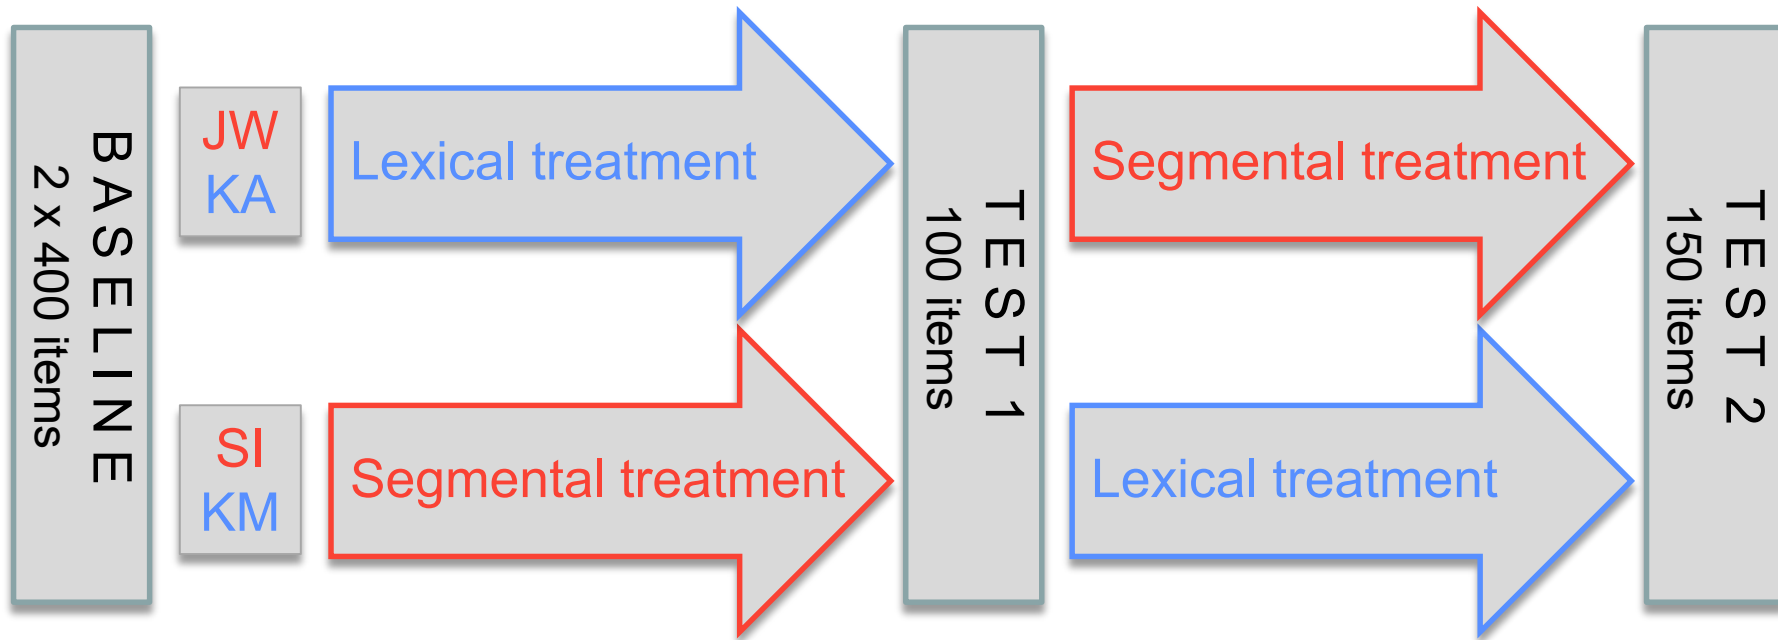 BASELINE
2 x 400 items
JW
KA
Lexical treatment
SI
KM
Segmental treatment
TEST 1
100 items
Segmental treatment
Lexical treatment
TEST 2
150 items